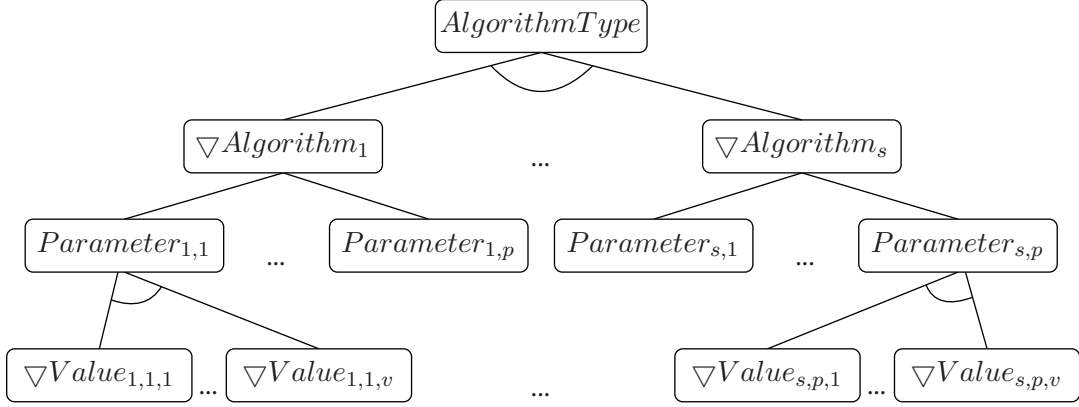 AlgorithmType
▽Algorithm₁ ... ▽Algorithmₛ
Parameter₁,₁ ... Parameter₁,ₚ Parameterₛ,₁ ... Parameterₛ,ₚ
▽Value₁,₁,₁ ... ▽Value₁,₁,ᵥ ... ▽Valueₛ,ₚ,₁ ... ▽Valueₛ,ₚ,ᵥ